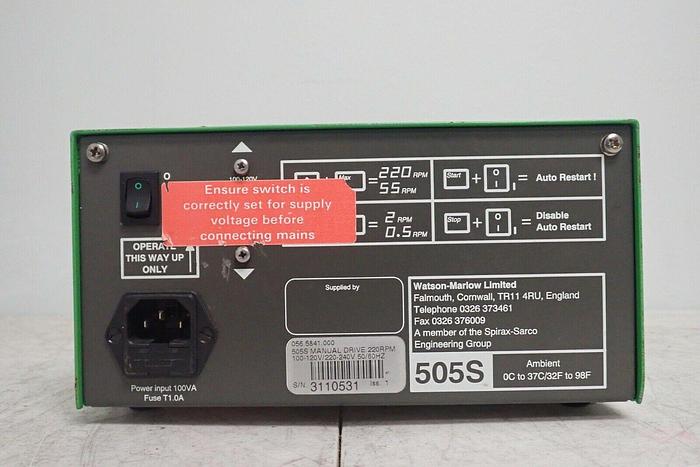 O
I
100-120V
Ensure switch is
correctly set for supply
voltage before
connecting mains
OPERATE
THIS WAY UP
ONLY
Max = 220 RPM
55 RPM
= 2 RPM
0.5 RPM
Start + O I = Auto Restart !
Stop + O I = Disable
Auto Restart
Supplied by
Watson-Marlow Limited
Falmouth, Cornwall, TR11 4RU, England
Telephone 0326 373461
Fax 0326 376009
A member of the Spirax-Sarco
Engineering Group
505S
Ambient
0C to 37C/32F to 98F
056.5841.000
505S MANUAL DRIVE 220RPM
100-120V/220-240V 50/60HZ
S/N: 3110531 Iss. 1
Power input 100VA
Fuse T1.0A